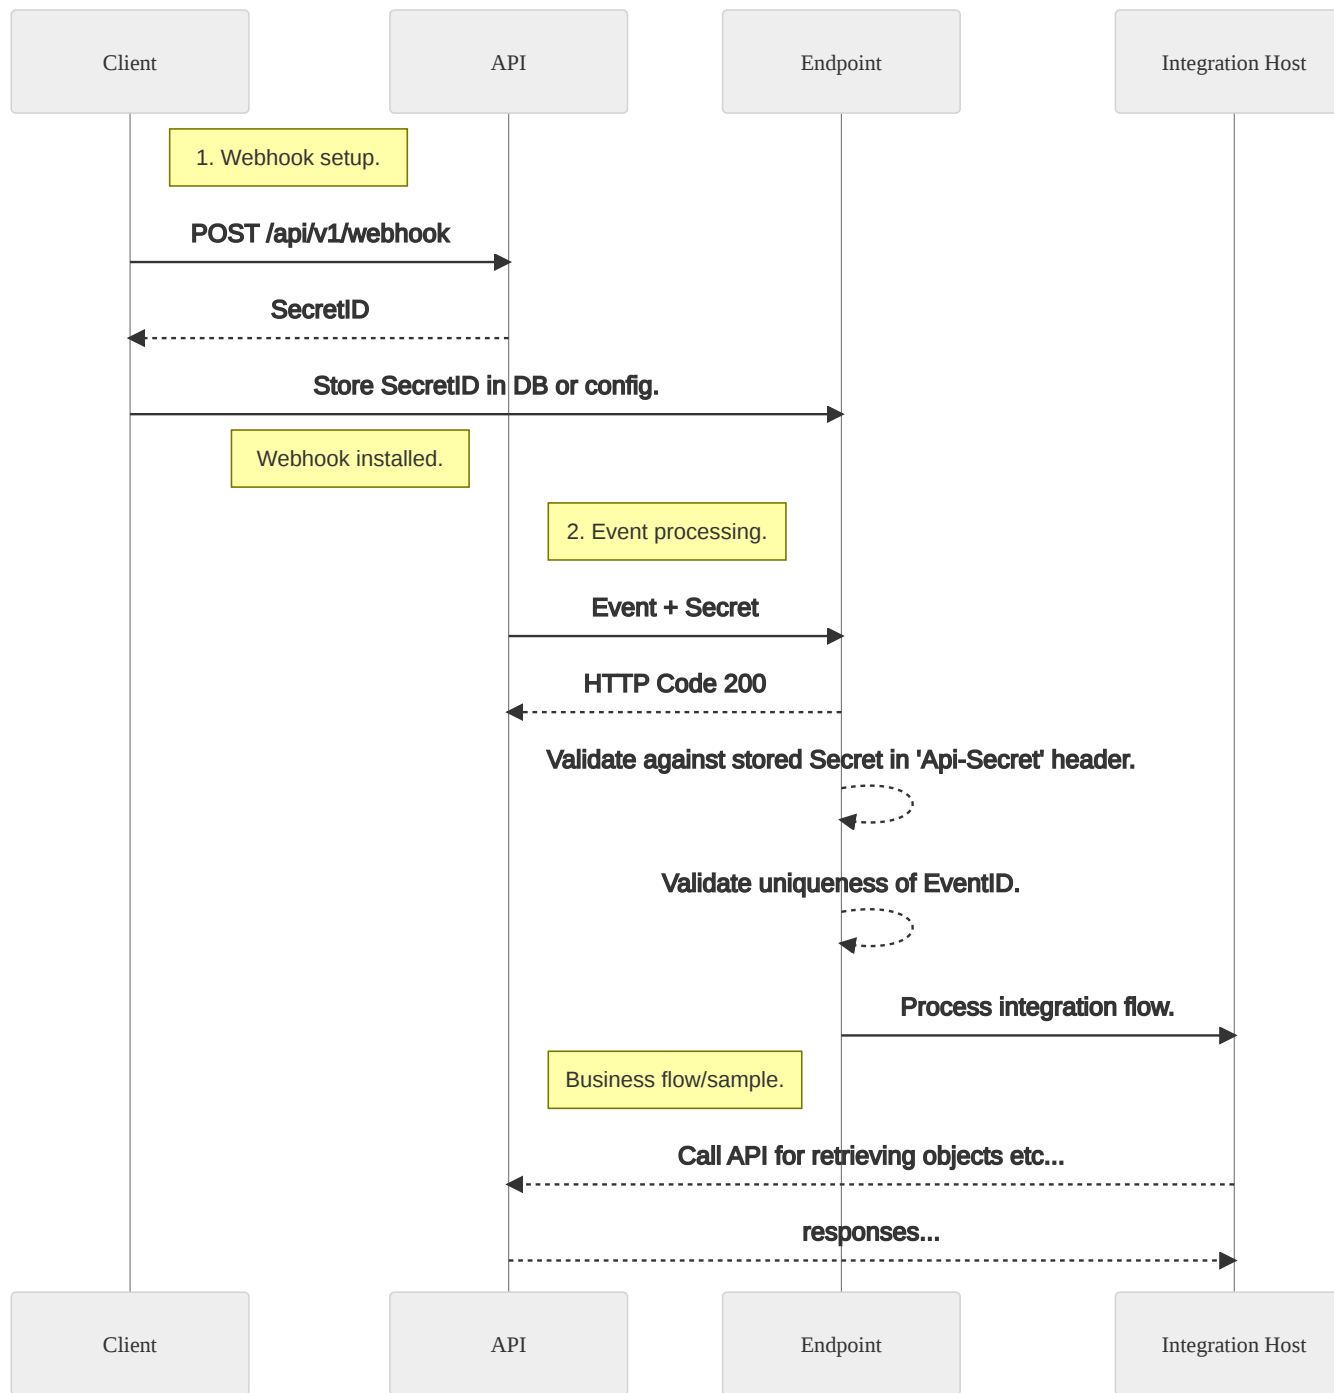 Client
API
Endpoint
Integration Host
1. Webhook setup.
POST /api/v1/webhook
SecretID
Store SecretID in DB or config.
Webhook installed.
2. Event processing.
Event + Secret
HTTP Code 200
Validate against stored Secret in 'Api-Secret' header.
Validate uniqueness of EventID.
Process integration flow.
Business flow/sample.
Call API for retrieving objects etc...
responses...
Client
API
Endpoint
Integration Host